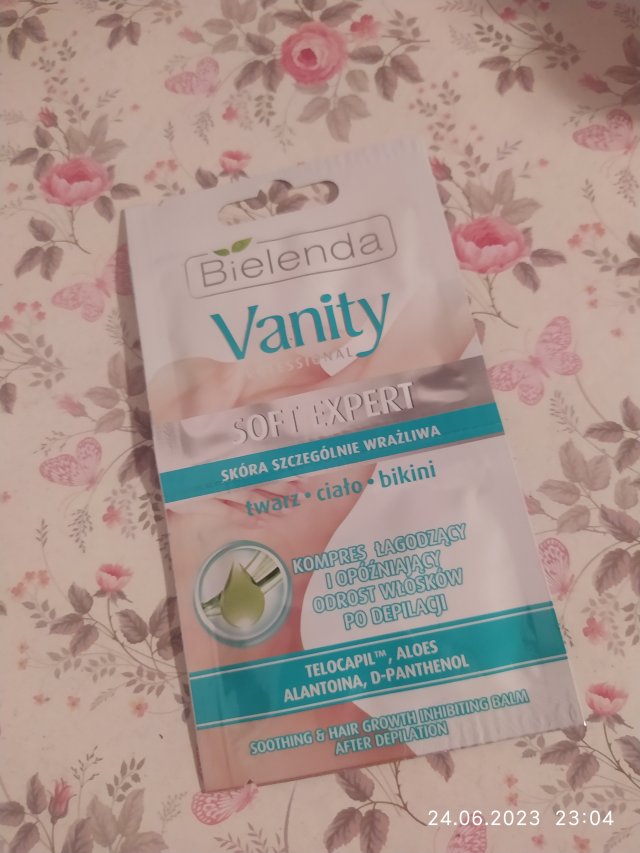 Bielenda
Vanity
PROFESSIONAL
SOFT EXPERT
SKÓRA SZCZEGÓLNIE WRAŻLIWA
twarz • ciało • bikini
KOMPRES ŁAGODZĄCY
I OPÓŹNIAJĄCY
ODROST WŁOSKÓW
PO DEPILACJI
TELOCAPIL™, ALOES
ALANTOINA, D-PANTHENOL
SOOTHING & HAIR GROWTH INHIBITING BALM
AFTER DEPILATION
24.06.2023 23:04